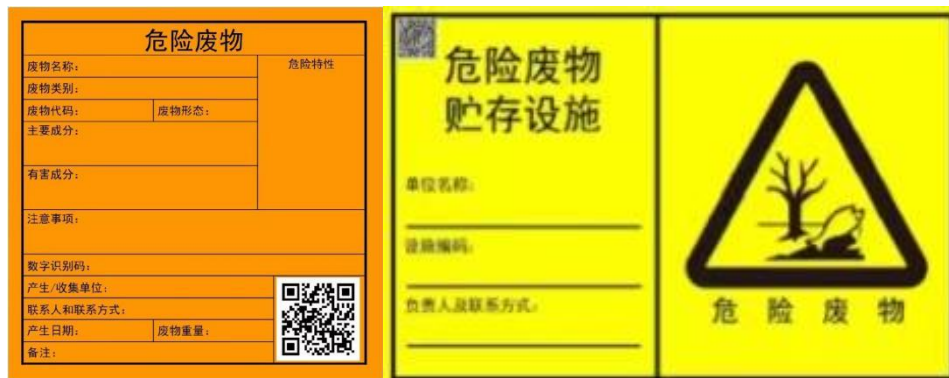 危险废物
废物名称：
危险特性
废物类别：
废物代码：
废物形态：
主要成分：
有害成分：
注意事项：
数字识别码：
产生/收集单位：
联系人和联系方式：
产生日期：
废物重量：
备注：
危险废物
贮存设施
单位名称：
设施编码：
负责人及联系方式：
危险废物